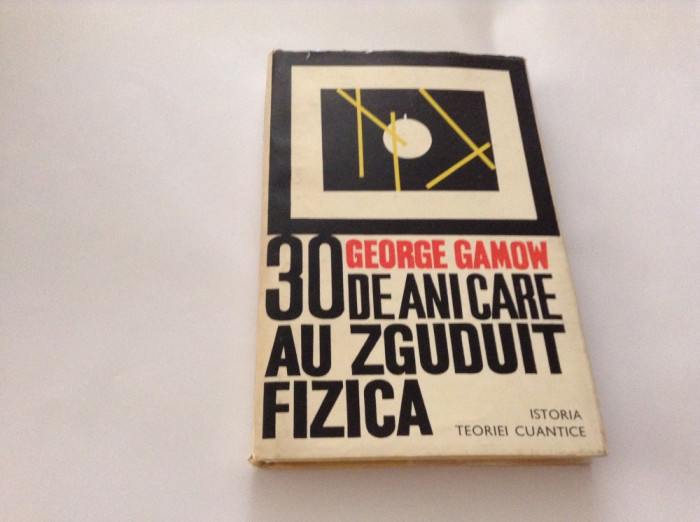 30 GEORGE GAMOW
DE ANI CARE
AU ZGUDUIT
FIZICA
ISTORIA
TEORIEI CUANTICE